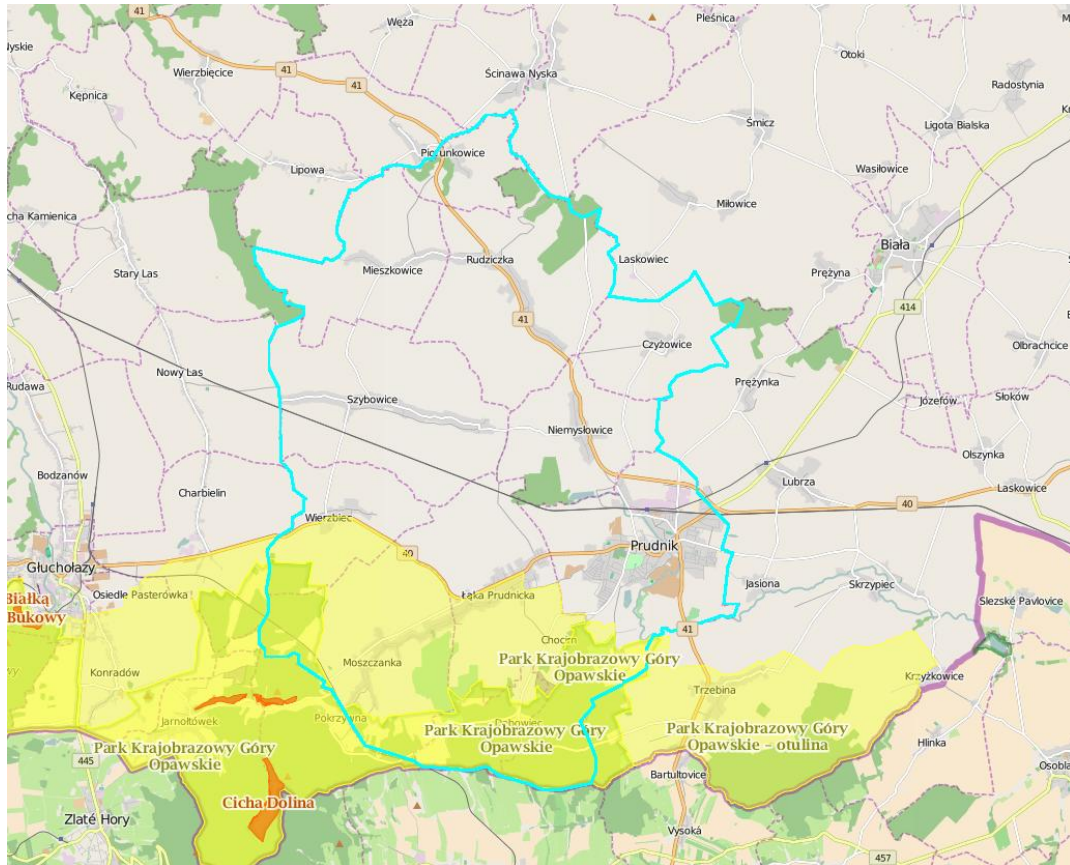 41
Węża
Pleśnica
Nyskie
Wierzbięcice
41
Ścinawa Nyska
Otoki
Radostynia
Kępnica
41
Śmicz
Ligota Bialska
Lipowa
Piorunkowice
Wasiłowice
cha Kamienica
Miłowice
Stary Las
Mieszkowice
Rudziczka
Laskowiec
Biała
Prężyna
41
414
Czyżowice
Olbrachcice
Nowy Las
Rudawa
Prężynka
Szybowice
Józefów
Słoków
Niemysłowice
Olszynka
Bodzanów
Charbielin
Lubrza
Laskowice
40
Wierzbiec
40
Prudnik
Głuchołazy
Jasiona
Skrzypiec
Osiedle Pasterówka
Łąka Prudnicka
Slezské Pavlovice
Białką
Bukowy
41
Chocim
Park Krajobrazowy Góry
Opawskie
Moszczanka
Konradów
Krzyżkowice
Trzebina
Jarnołtówek
Pokrzywna
Dębowiec
Park Krajobrazowy Góry
Opawskie
Park Krajobrazowy Góry
Opawskie – otulina
Hlinka
Park Krajobrazowy Góry
Opawskie
445
Bartultovice
Osobla
Cicha Dolina
Zlaté Hory
Vysoká
457